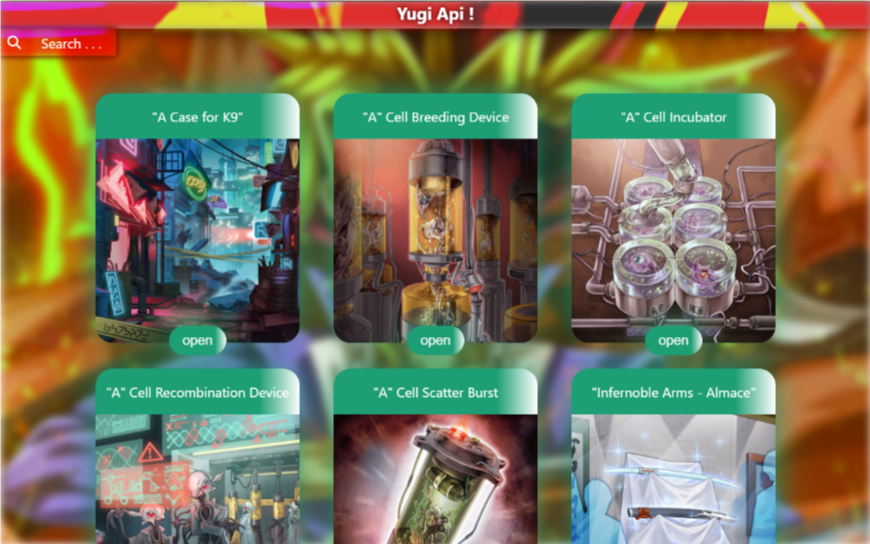 Yugi Api !
Search . . .
"A Case for K9"
"A" Cell Breeding Device
"A" Cell Incubator
open
open
open
"A" Cell Recombination Device
"A" Cell Scatter Burst
"Infernoble Arms - Almace"